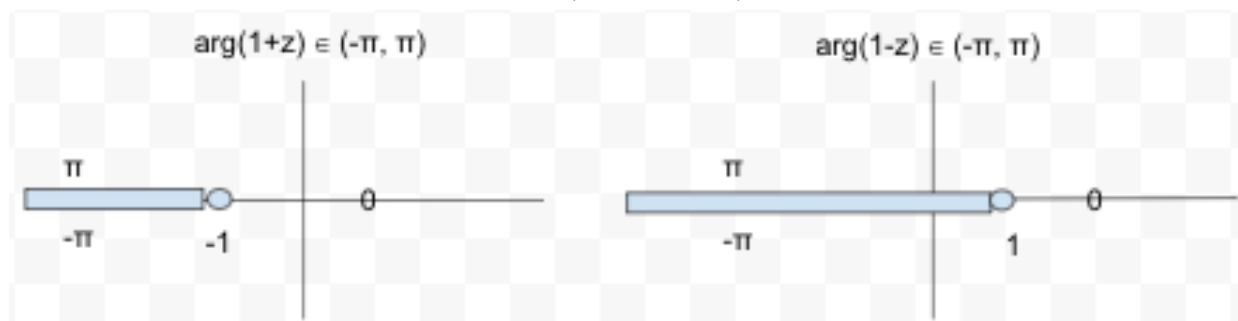 arg(1+z) ∈ (-π, π)
π
0
-π
-1
arg(1-z) ∈ (-π, π)
π
0
-π
1